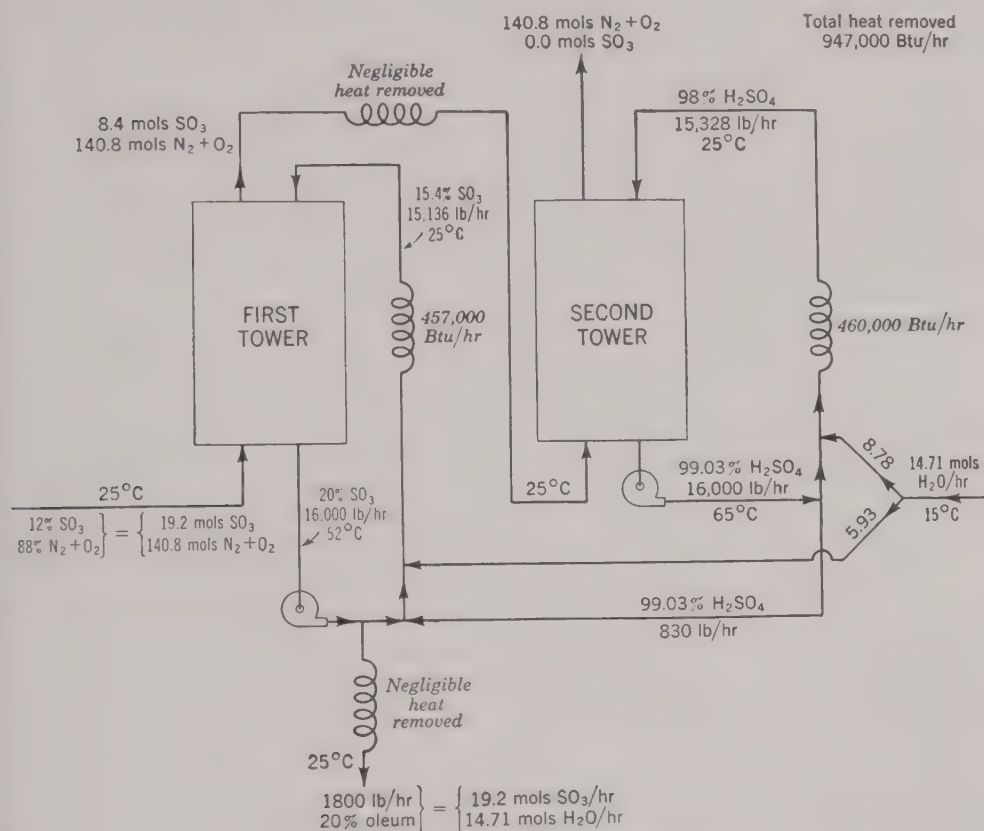 140.8 mols N₂ + O₂
0.0 mols SO₃
Total heat removed
947,000 Btu/hr
Negligible
heat removed
8.4 mols SO₃
140.8 mols N₂ + O₂
98% H₂SO₄
15,328 lb/hr
25°C
15.4% SO₃
15,136 lb/hr
25°C
FIRST
TOWER
457,000
Btu/hr
SECOND
TOWER
460,000 Btu/hr
25°C
12% SO₃
88% N₂ + O₂
=
19.2 mols SO₃
140.8 mols N₂ + O₂
20% SO₃
16,000 lb/hr
52°C
25°C
99.03% H₂SO₄
16,000 lb/hr
65°C
8.78
5.93
14.71 mols
H₂O/hr
15°C
99.03% H₂SO₄
830 lb/hr
Negligible
heat
removed
25°C
1800 lb/hr
20% oleum
=
19.2 mols SO₃/hr
14.71 mols H₂O/hr